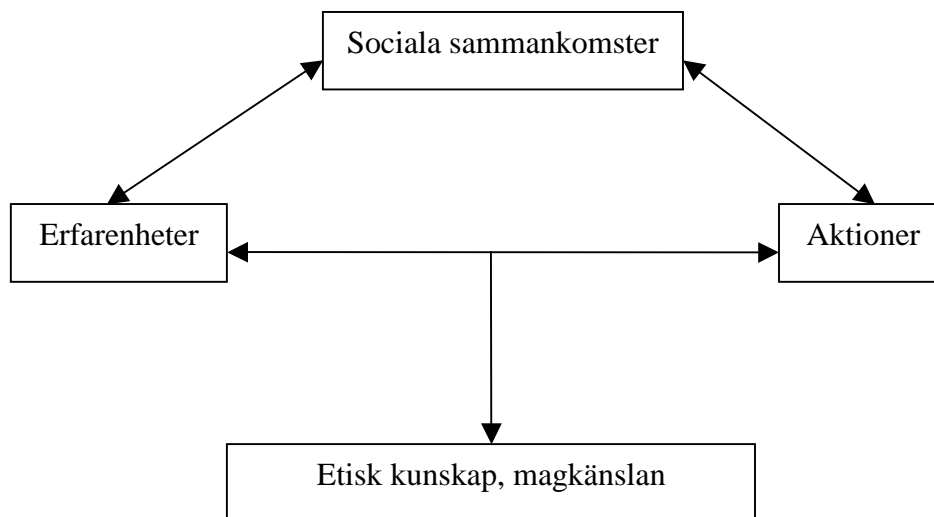 Sociala sammankomster
Erfarenheter
Aktioner
Etisk kunskap, magkänslan